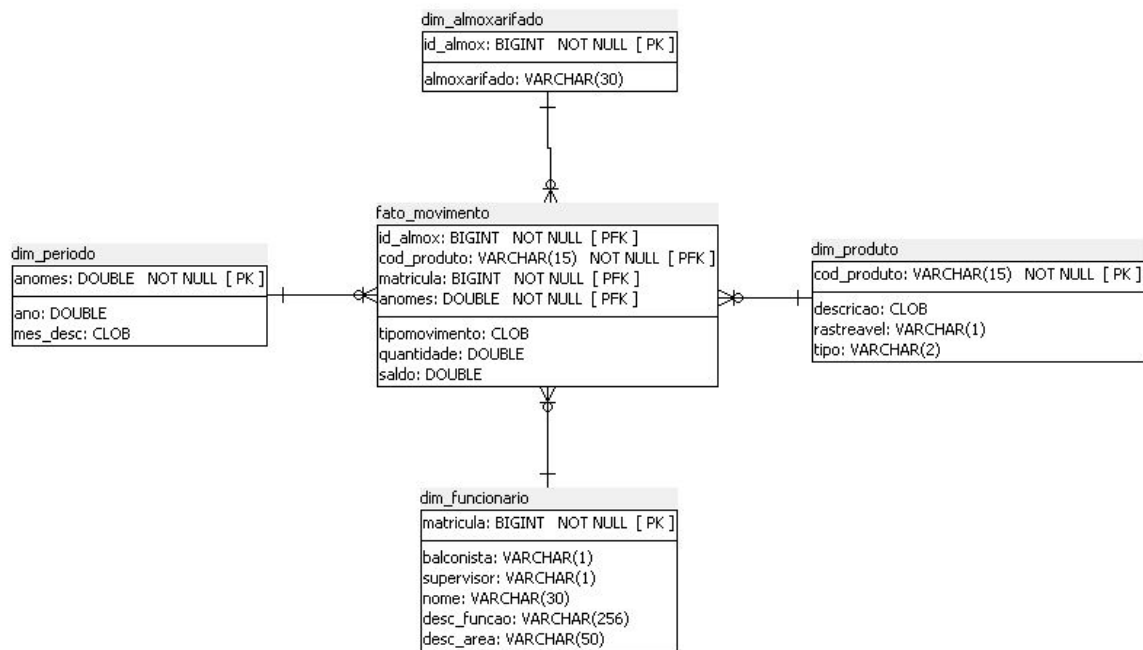 dim_almoxarifado
id_almox: BIGINT NOT NULL [ PK ]
almoxarifado: VARCHAR(30)
fato_movimento
id_almox: BIGINT NOT NULL [ PFK ]
cod_produto: VARCHAR(15) NOT NULL [ PFK ]
matricula: BIGINT NOT NULL [ PFK ]
anomes: DOUBLE NOT NULL [ PFK ]
tipomovimento: CLOB
quantidade: DOUBLE
saldo: DOUBLE
dim_periodo
anomes: DOUBLE NOT NULL [ PK ]
ano: DOUBLE
mes_desc: CLOB
dim_produto
cod_produto: VARCHAR(15) NOT NULL [ PK ]
descricao: CLOB
rastreavel: VARCHAR(1)
tipo: VARCHAR(2)
dim_funcionario
matricula: BIGINT NOT NULL [ PK ]
balconista: VARCHAR(1)
supervisor: VARCHAR(1)
nome: VARCHAR(30)
desc_funcao: VARCHAR(256)
desc_area: VARCHAR(50)